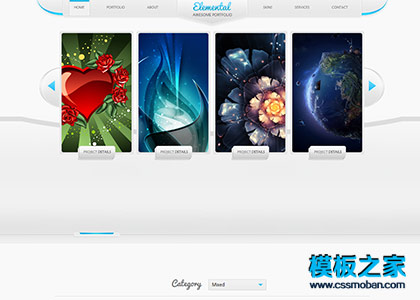 HOME PORTFOLIO ABOUT Elemental SKINS SERVICES CONTACT
AWESOME PORTFOLIO
PROJECT DETAILS PROJECT DETAILS PROJECT DETAILS PROJECT DETAILS
Category Mixed
模板之家
www.cssmoban.com